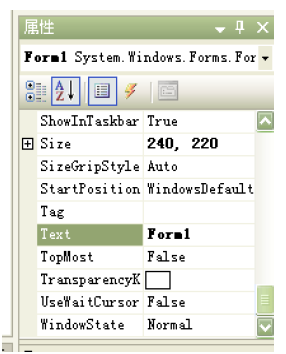 属性
Form1 System.Windows.Forms.For
ShowInTaskbar True
Size 240, 220
SizeGripStyle Auto
StartPosition WindowsDefault
Tag
Text Form1
TopMost False
TransparencyK
UseWaitCursor False
WindowState Normal